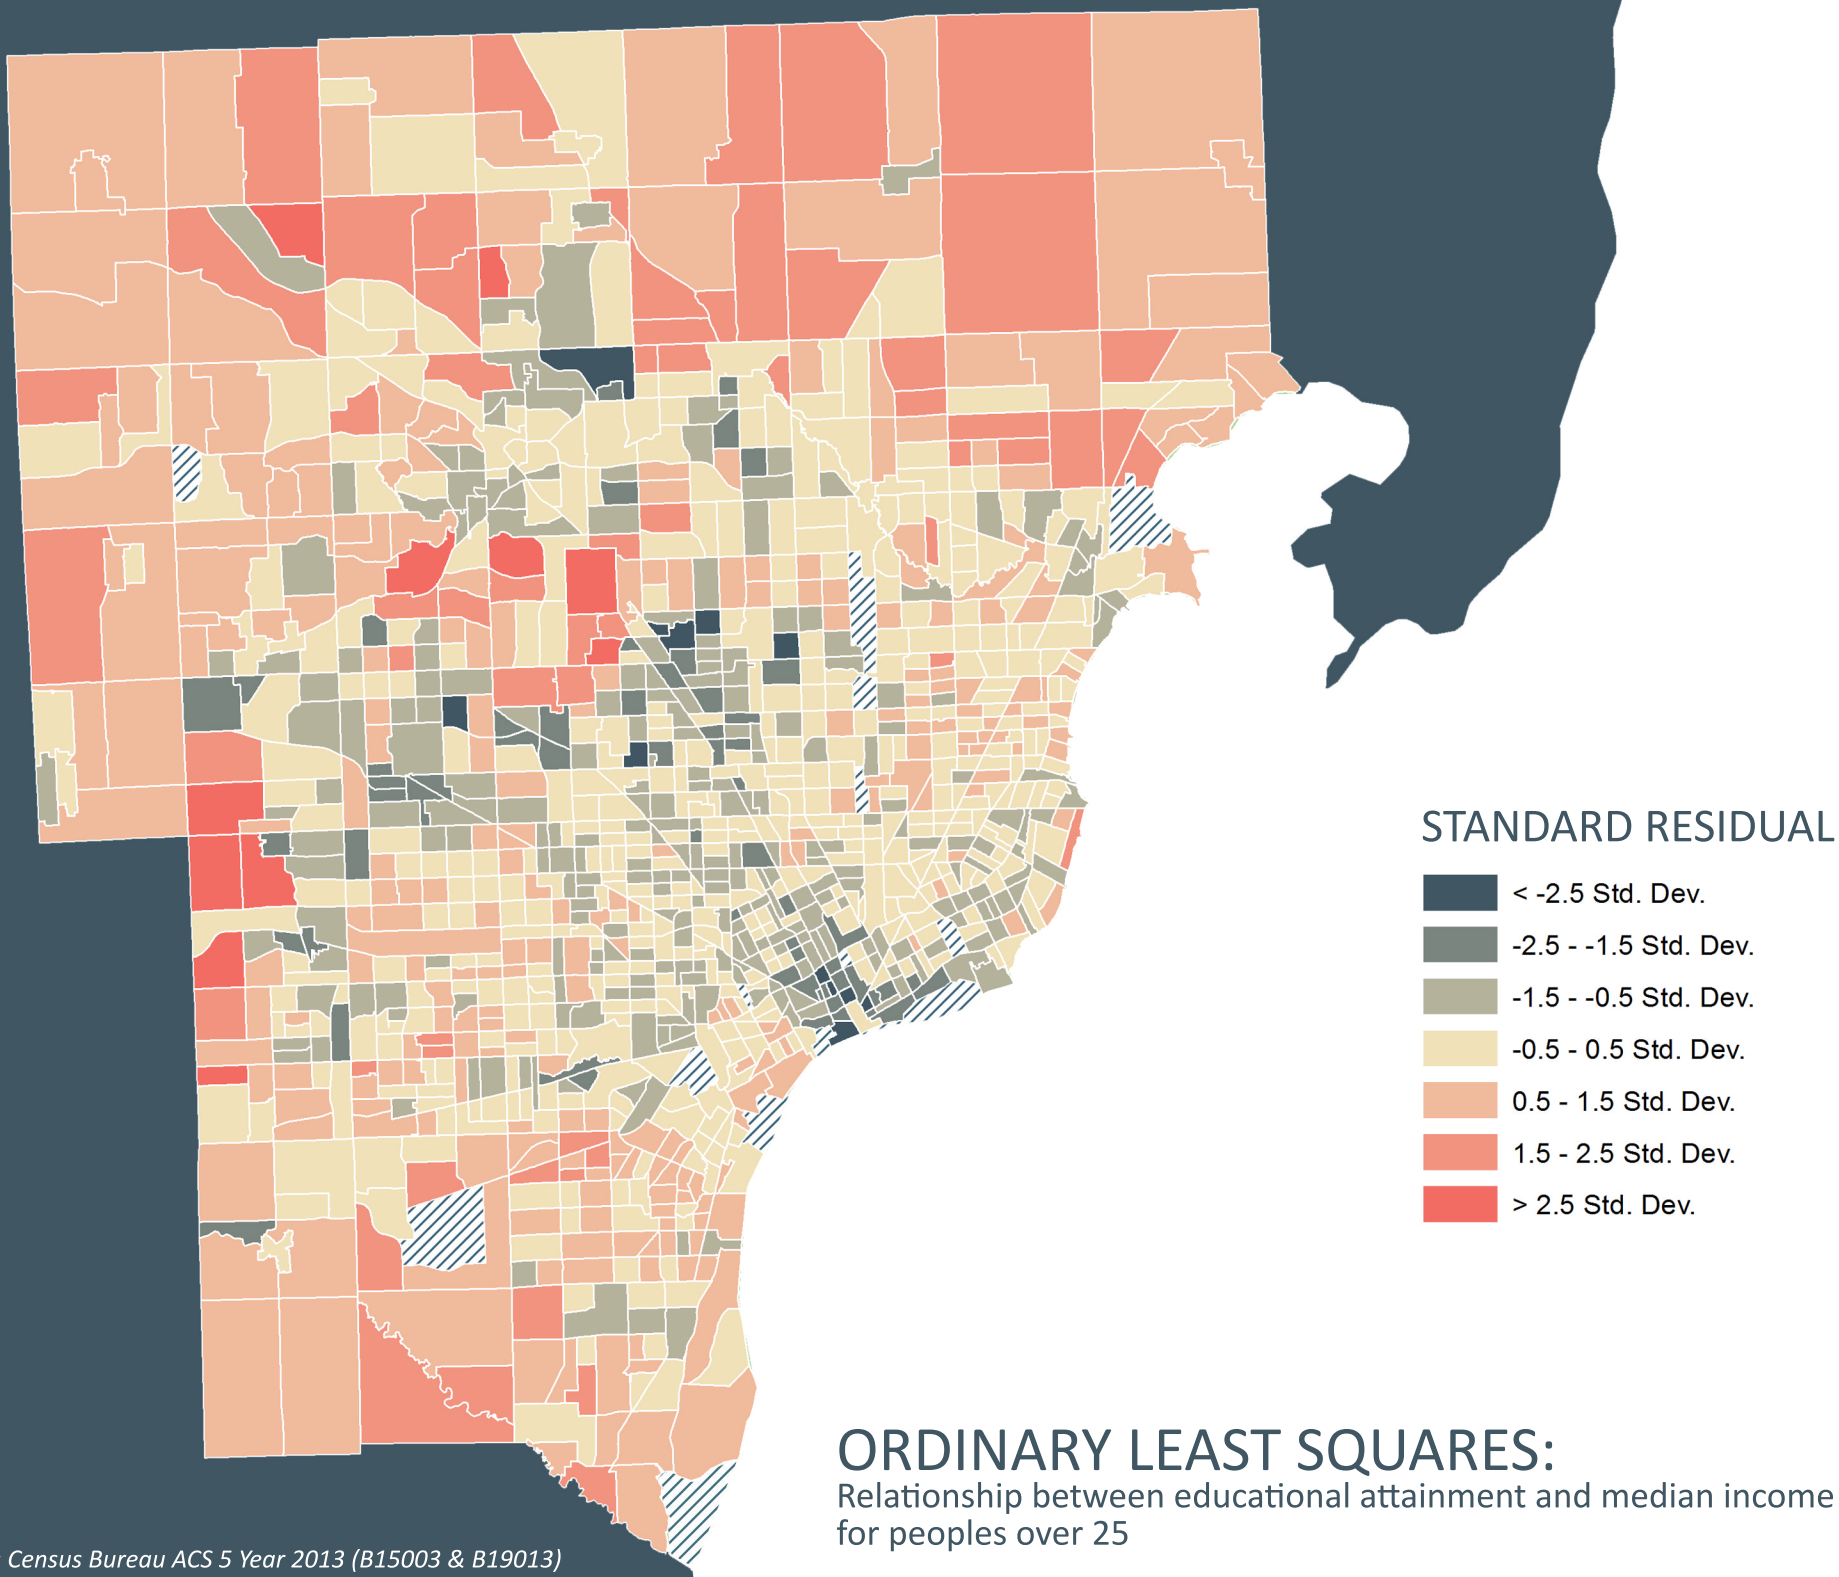 STANDARD RESIDUAL
< -2.5 Std. Dev.
-2.5 - -1.5 Std. Dev.
-1.5 - -0.5 Std. Dev.
-0.5 - 0.5 Std. Dev.
0.5 - 1.5 Std. Dev.
1.5 - 2.5 Std. Dev.
> 2.5 Std. Dev.
ORDINARY LEAST SQUARES:
Relationship between educational attainment and median income
for peoples over 25
Census Bureau ACS 5 Year 2013 (B15003 & B19013)